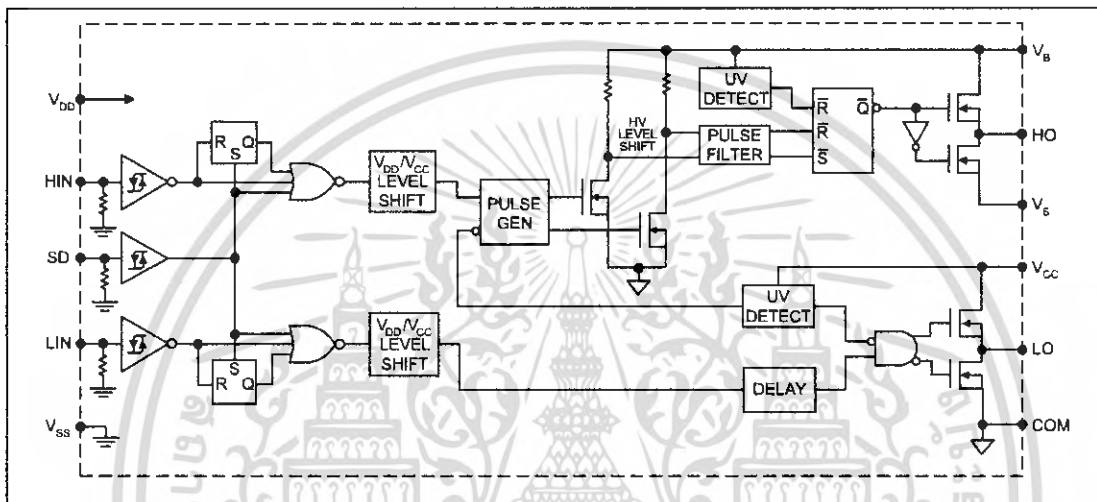 V_B
UV
DETECT
V_DD
R̅
Q̅
HV
LEVEL
SHIFT
R Q
S
PULSE
FILTER
R̅
S̅
HO
HIN
V_DD/V_CC
LEVEL
SHIFT
PULSE
GEN
V_S
SD
V_CC
UV
DETECT
LIN
V_DD/V_CC
LEVEL
SHIFT
S
R Q
LO
DELAY
V_SS
COM